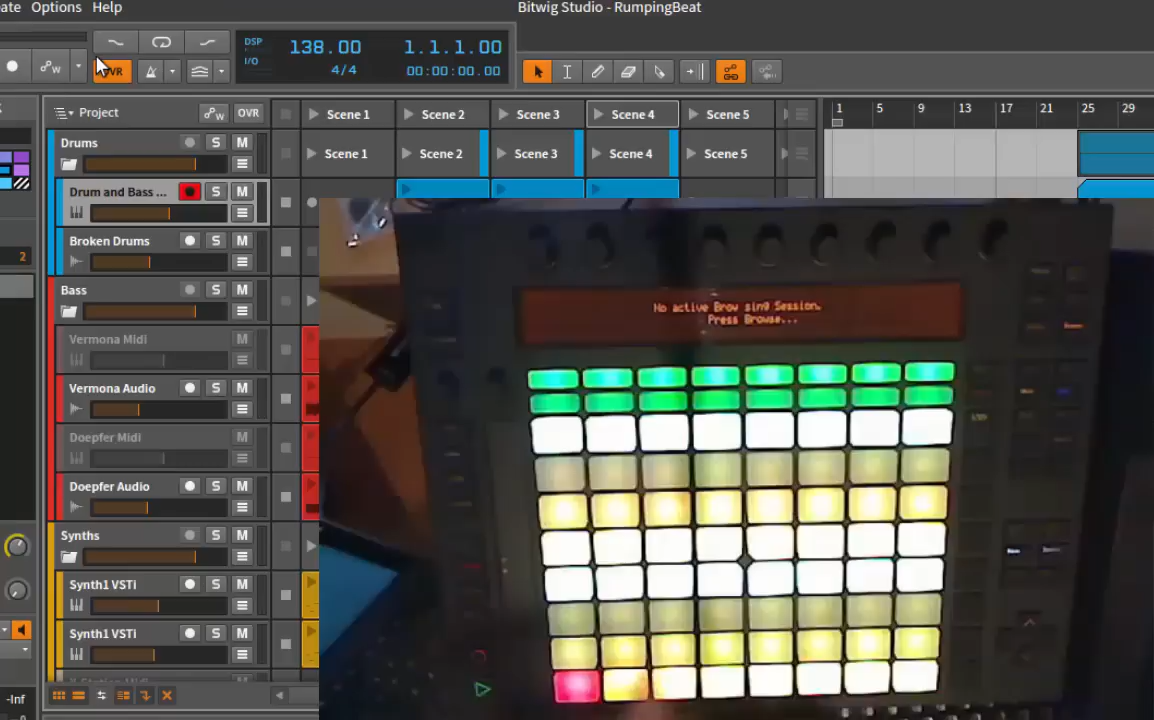 ate Options Help
Bitwig Studio - RumpingBeat
DSP 138.00 1.1.1.00
I/O 4/4 00:00:00.00
W
OVR
Project W OVR Scene 1 Scene 2 Scene 3 Scene 4 Scene 5 1 5 9 13 17 21 25 29
Drums S M Scene 1 Scene 2 Scene 3 Scene 4 Scene 5
Drum and Bass ... S M
Broken Drums S M
2
Bass S M
Vermona Midi S M
Vermona Audio S M
Doepfer Midi S M
Doepfer Audio S M
Synths S M
Synth1 VSTi S M
Synth1 VSTi S M
-Inf
No active Brow sing Session.
Press Browse...